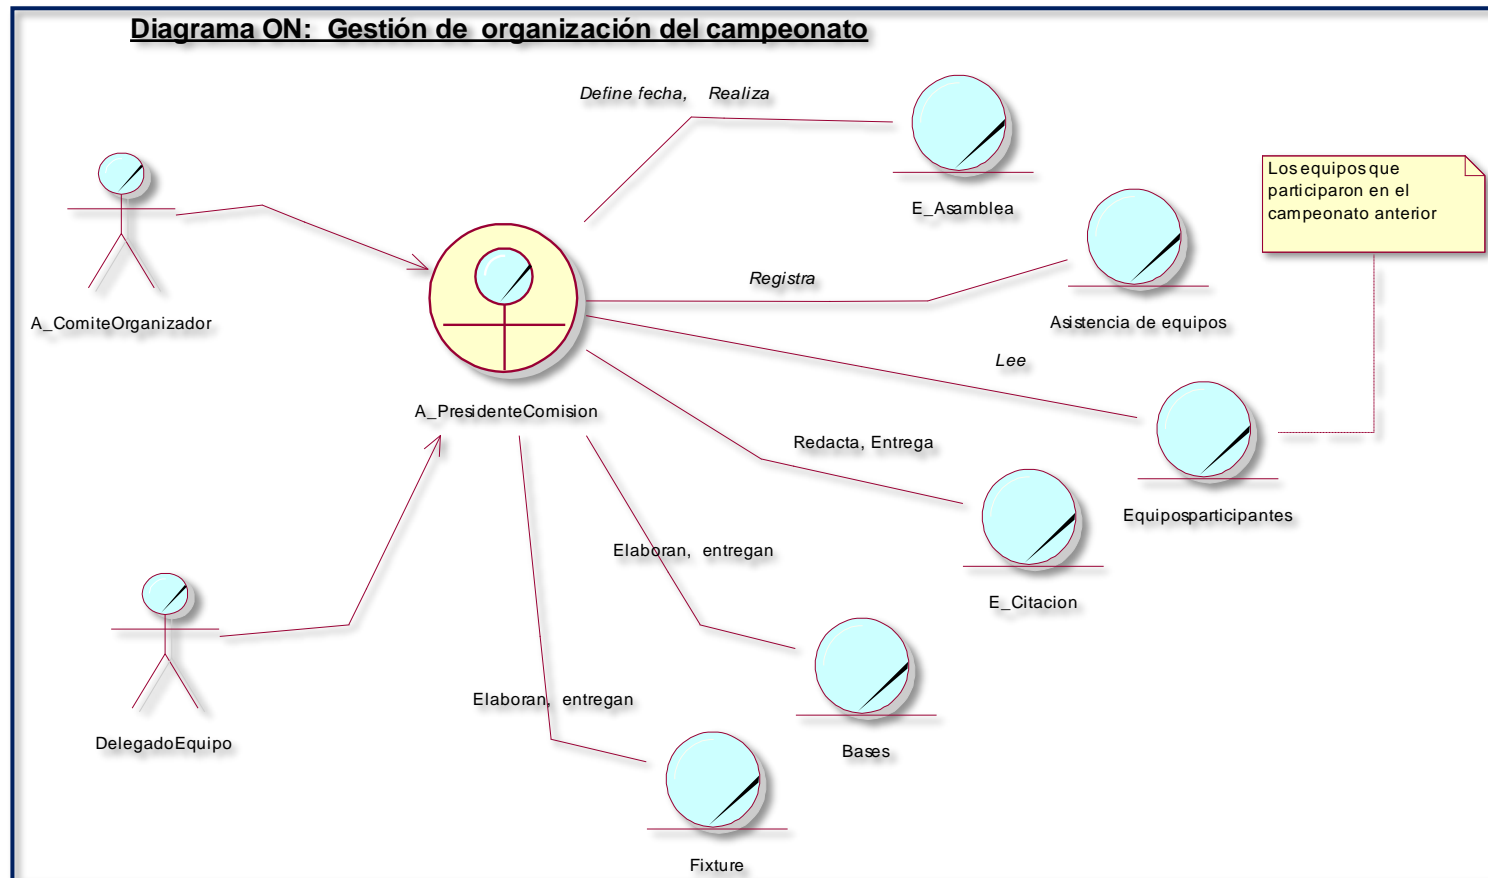 Diagrama ON: Gestión de organización del campeonato
Define fecha, Realiza
E_Asamblea
Los equipos que
participaron en el
campeonato anterior
A_ComiteOrganizador
Registra
Asistencia de equipos
Lee
A_PresidenteComision
Redacta, Entrega
Equiposparticipantes
Elaboran, entregan
E_Citacion
Elaboran, entregan
DelegadoEquipo
Bases
Fixture